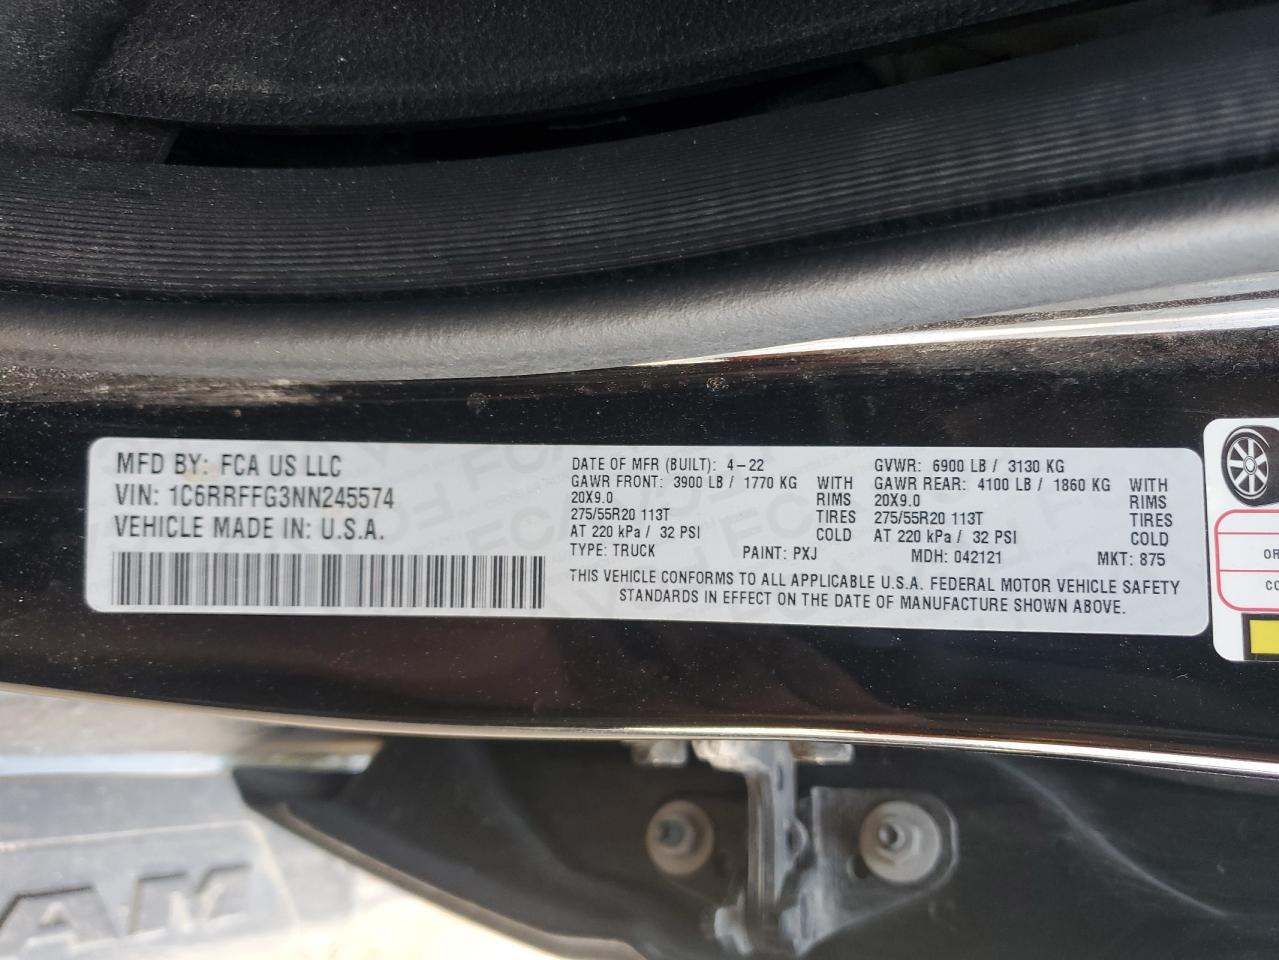 MFD BY: FCA US LLC
VIN: 1C6RRFFG3NN245574
VEHICLE MADE IN: U.S.A.
DATE OF MFR (BUILT): 4-22
GAWR FRONT: 3900 LB / 1770 KG WITH
20X9.0 RIMS
275/55R20 113T TIRES
AT 220 kPa / 32 PSI COLD
TYPE: TRUCK PAINT: PXJ MDH: 042121 MKT: 875
GVWR: 6900 LB / 3130 KG
GAWR REAR: 4100 LB / 1860 KG WITH
20X9.0 RIMS
275/55R20 113T TIRES
AT 220 kPa / 32 PSI COLD
THIS VEHICLE CONFORMS TO ALL APPLICABLE U.S.A. FEDERAL MOTOR VEHICLE SAFETY
STANDARDS IN EFFECT ON THE DATE OF MANUFACTURE SHOWN ABOVE.
AM